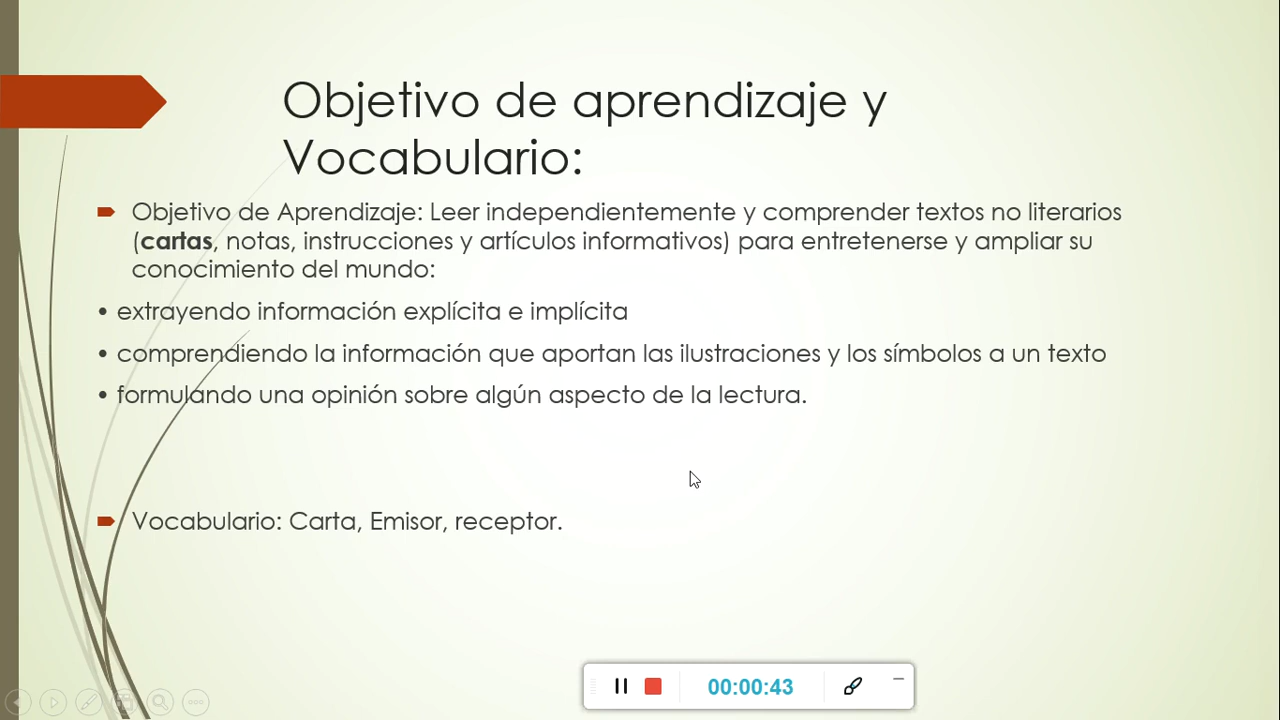 Objetivo de aprendizaje y
Vocabulario:
Objetivo de Aprendizaje: Leer independientemente y comprender textos no literarios
(cartas, notas, instrucciones y artículos informativos) para entretenerse y ampliar su
conocimiento del mundo:
• extrayendo información explícita e implícita
• comprendiendo la información que aportan las ilustraciones y los símbolos a un texto
• formulando una opinión sobre algún aspecto de la lectura.
Vocabulario: Carta, Emisor, receptor.
00:00:43